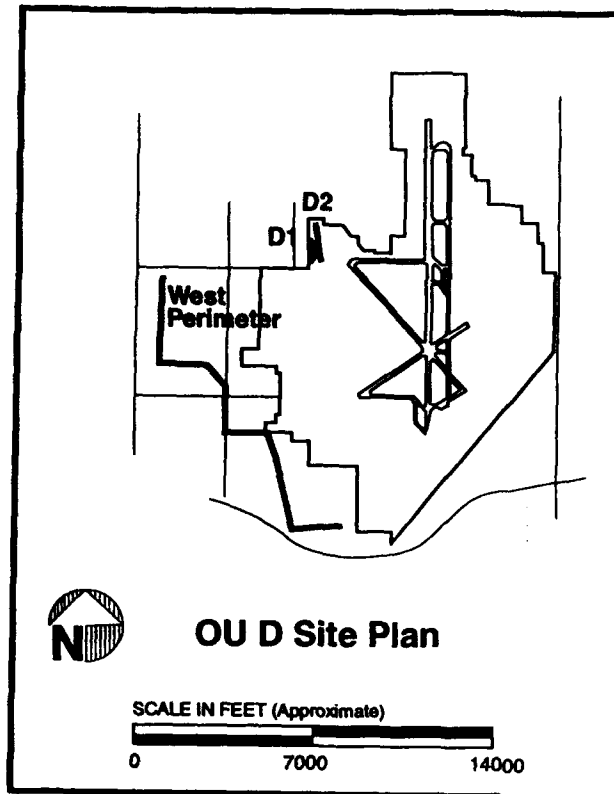 D2
D1
West
Perimeter
N
OU D Site Plan
SCALE IN FEET (Approximate)
0 7000 14000